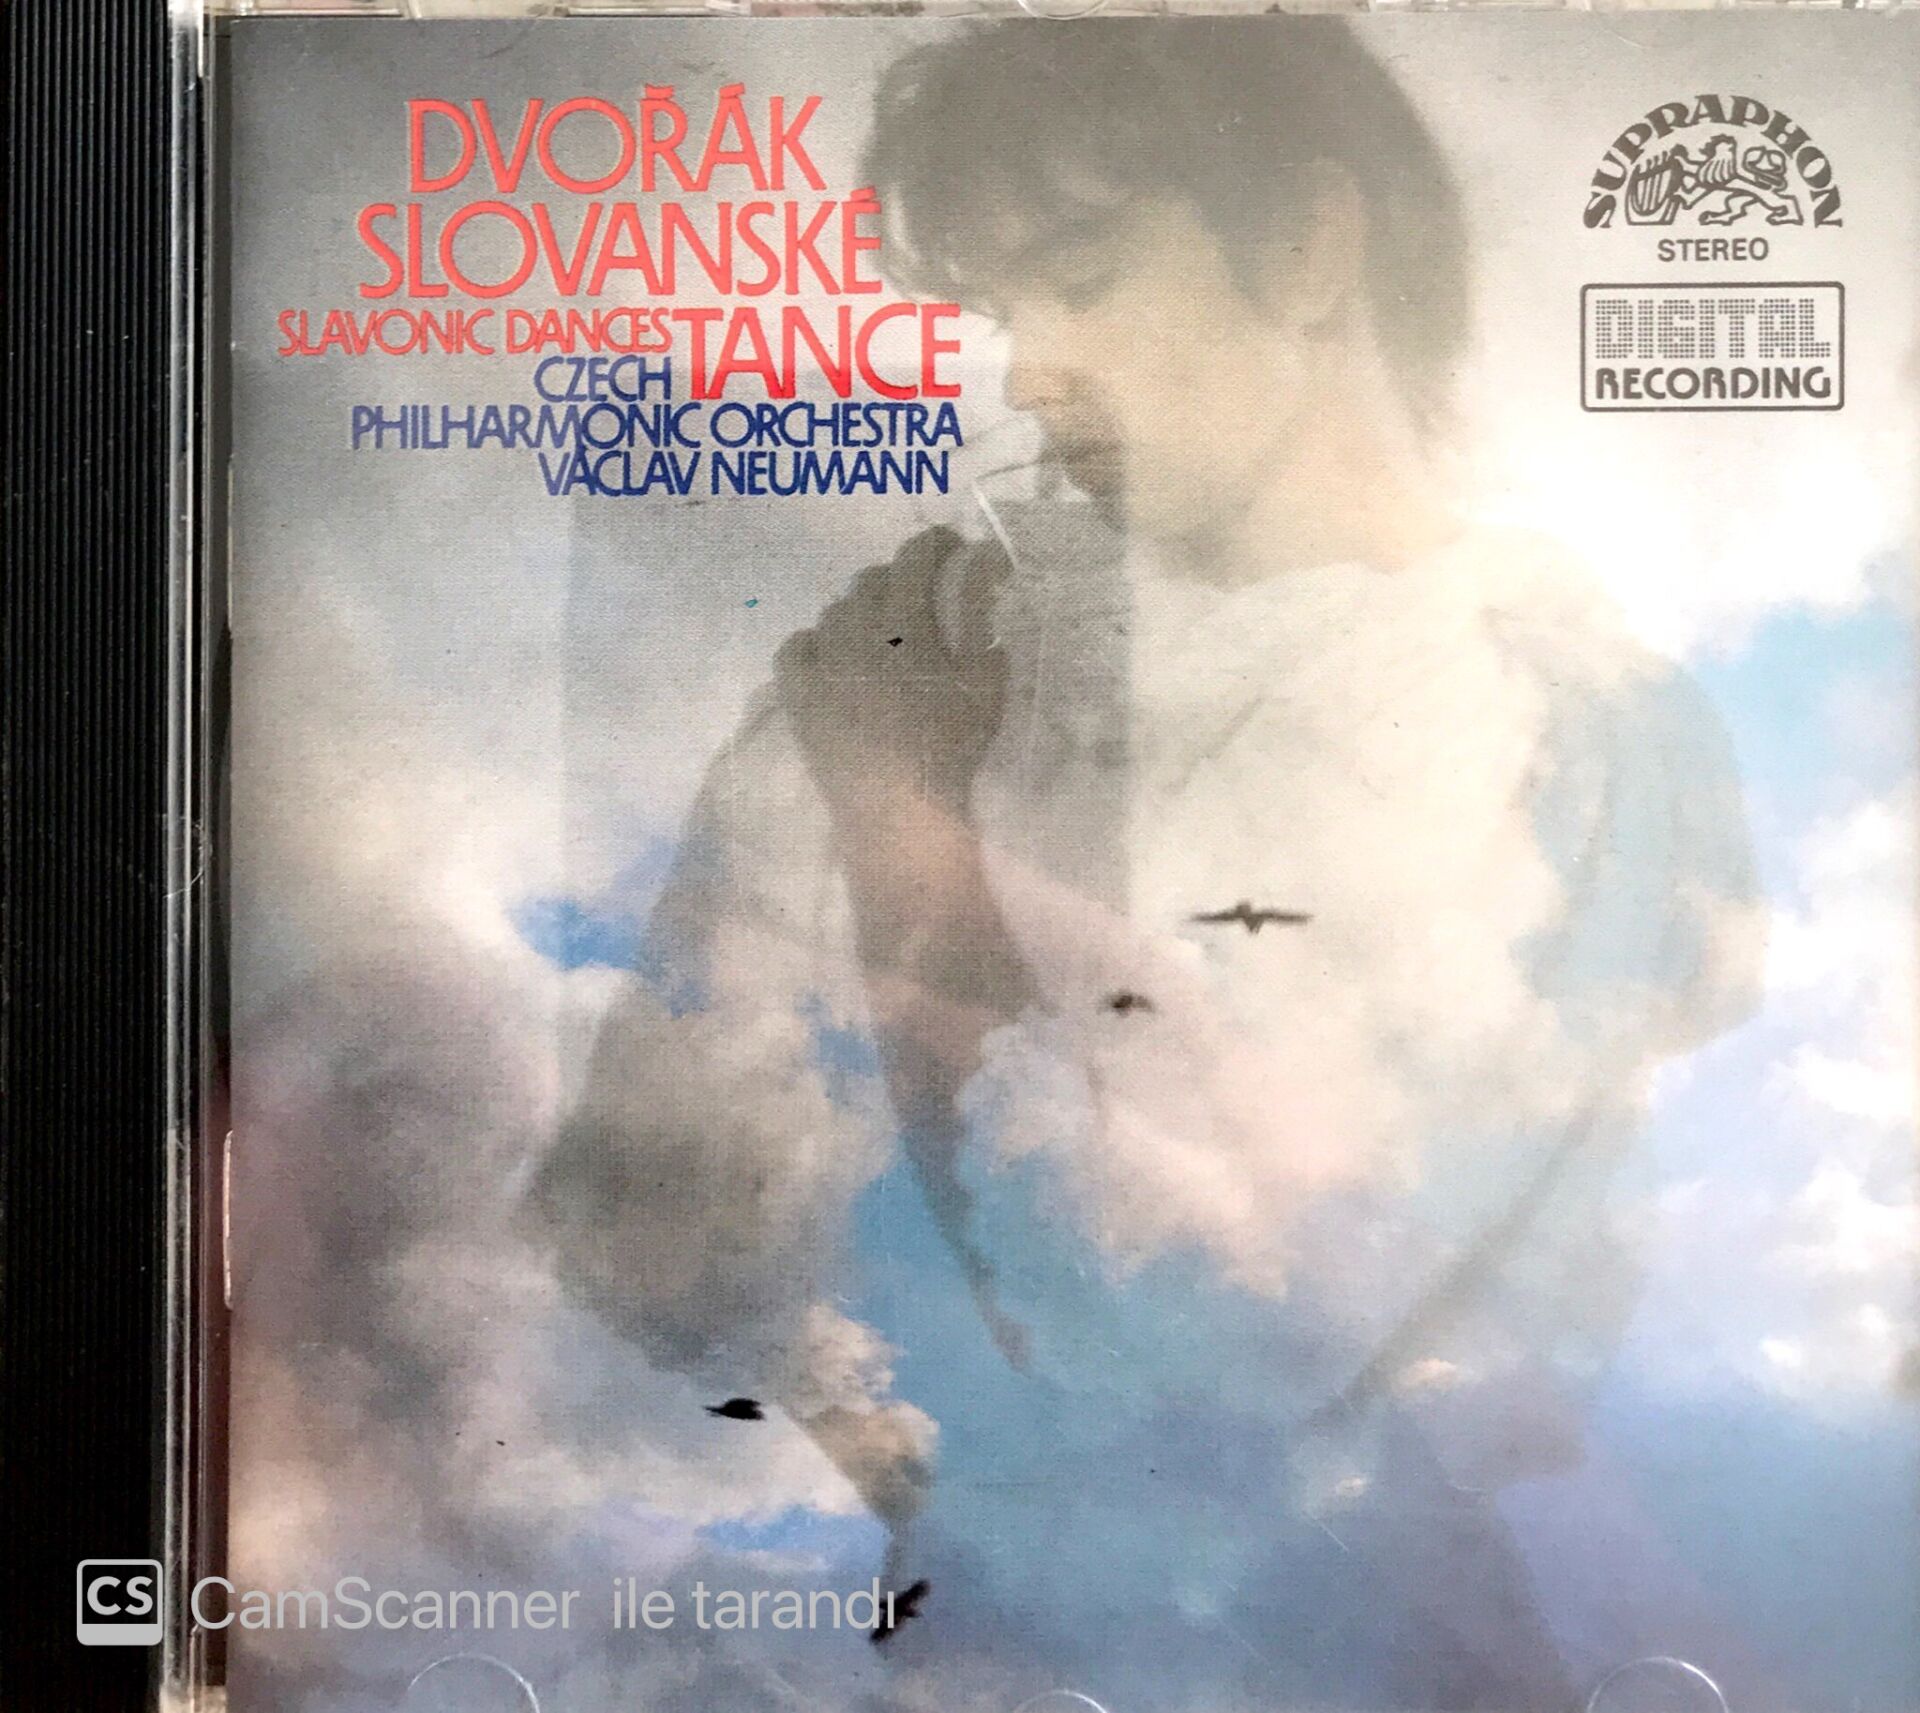 DVOŘÁK
SLOVANSKÉ
SLAVONIC DANCES TANCE
CZECH
PHILHARMONIC ORCHESTRA
VÁCLAV NEUMANN
SUPRAPHON
STEREO
DIGITAL
RECORDING
CS CamScanner ile tarandı